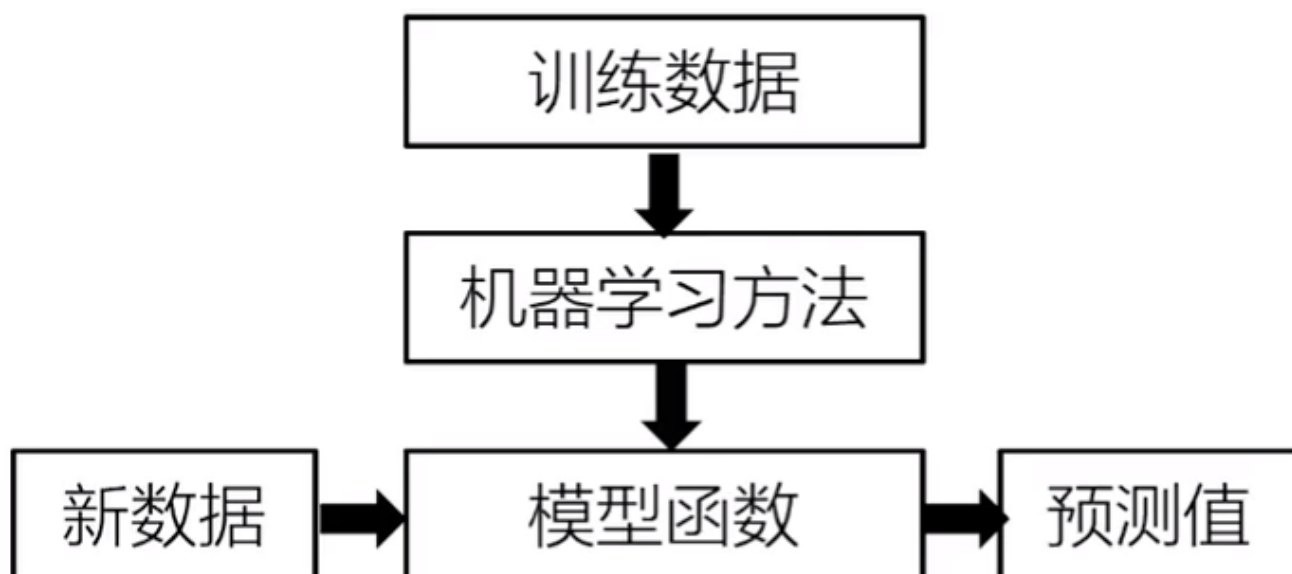 训练数据
机器学习方法
新数据
模型函数
预测值